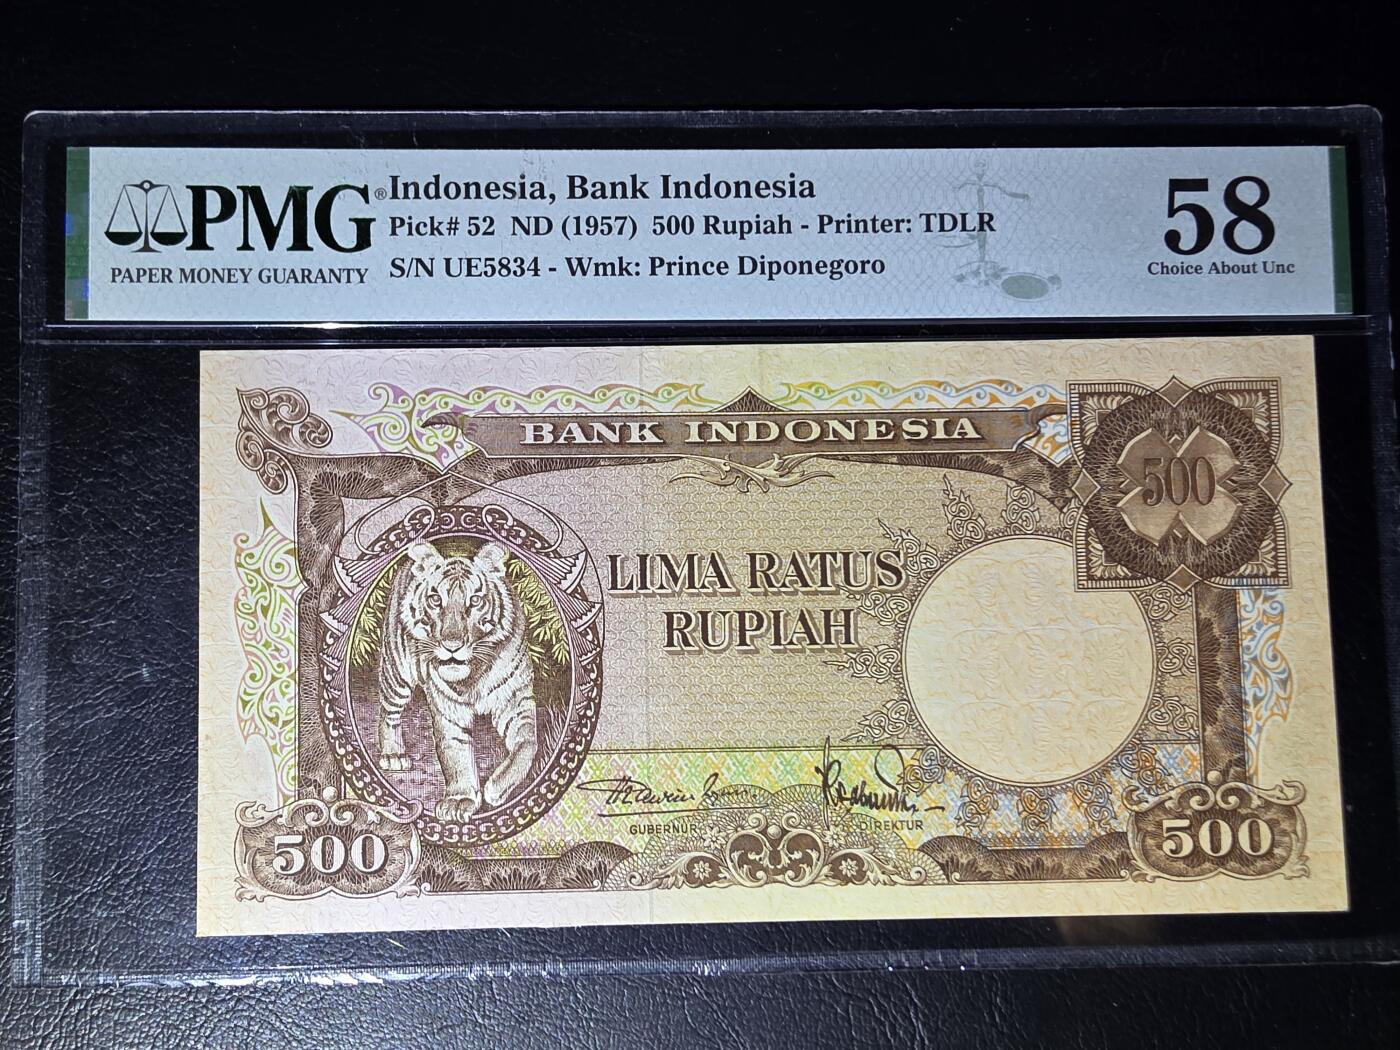 PMG®
PAPER MONEY GUARANTY
Indonesia, Bank Indonesia
Pick# 52 ND (1957) 500 Rupiah - Printer: TDLR
S/N UE5834 - Wmk: Prince Diponegoro
58
Choice About Unc
BANK INDONESIA
500
LIMA RATUS
RUPIAH
GUBERNUR
DIREKTUR
500
500